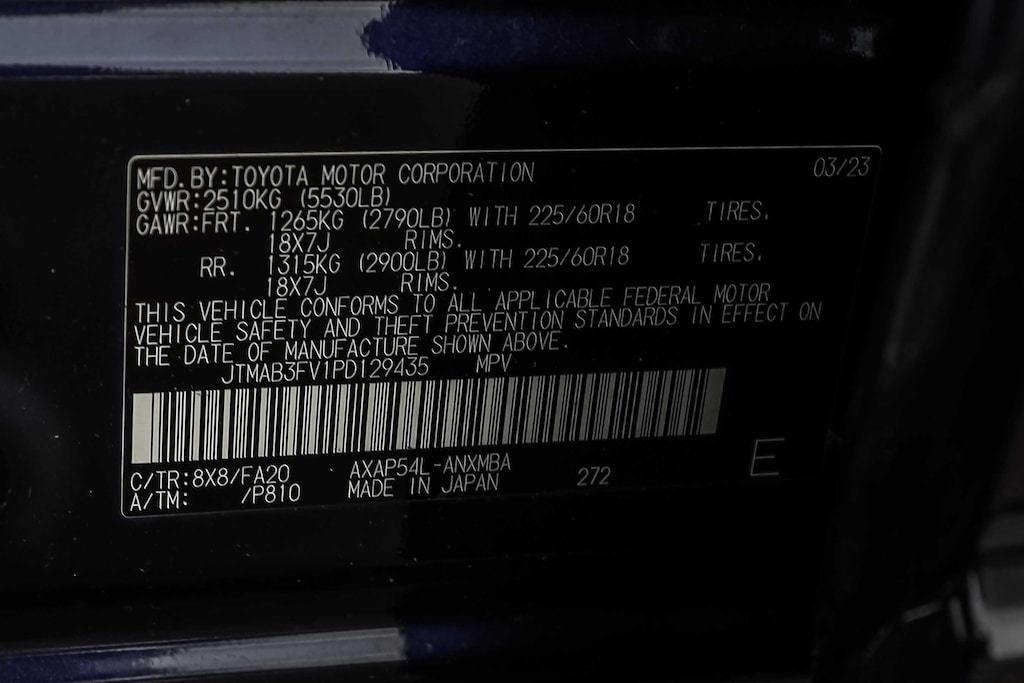 MFD.BY:TOYOTA MOTOR CORPORATION 03/23
GVWR:2510KG (5530LB)
GAWR:FRT. 1265KG (2790LB) WITH 225/60R18 TIRES.
18X7J RIMS.
RR. 1315KG (2900LB) WITH 225/60R18 TIRES.
18X7J RIMS.
THIS VEHICLE CONFORMS TO ALL APPLICABLE FEDERAL MOTOR
VEHICLE SAFETY AND THEFT PREVENTION STANDARDS IN EFFECT ON
THE DATE OF MANUFACTURE SHOWN ABOVE.
JTMAB3FV1PD129435 MPV
C/TR:8X8/FA20 AXAP54L-ANXMBA 272 E
A/TM: /P810 MADE IN JAPAN